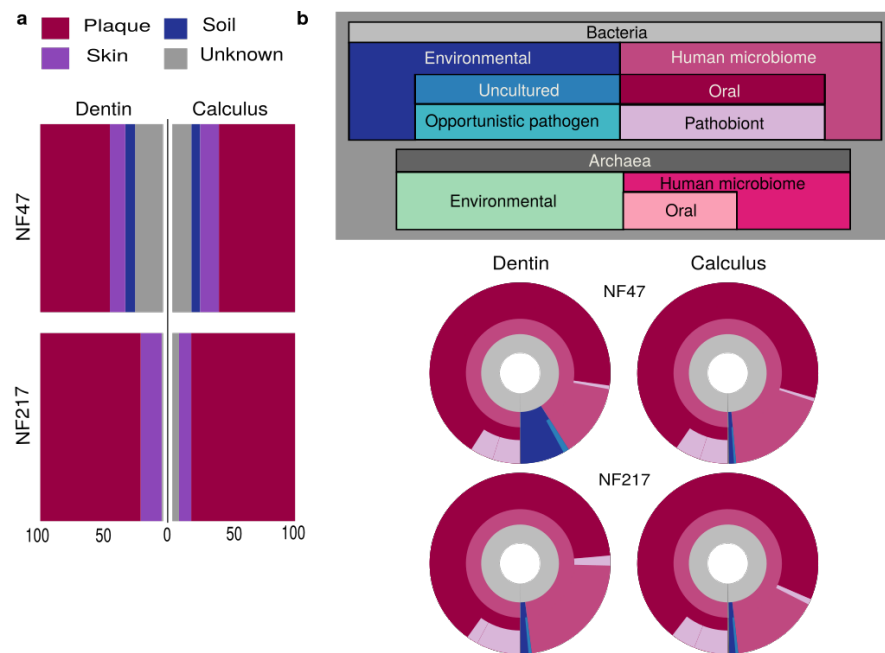 a
Plaque
Soil
Skin
Unknown
Dentin
Calculus
NF47
NF217
100
50
0
50
100
b
Bacteria
Environmental
Human microbiome
Uncultured
Oral
Opportunistic pathogen
Pathobiont
Archaea
Environmental
Human microbiome
Oral
Dentin
Calculus
NF47
NF217